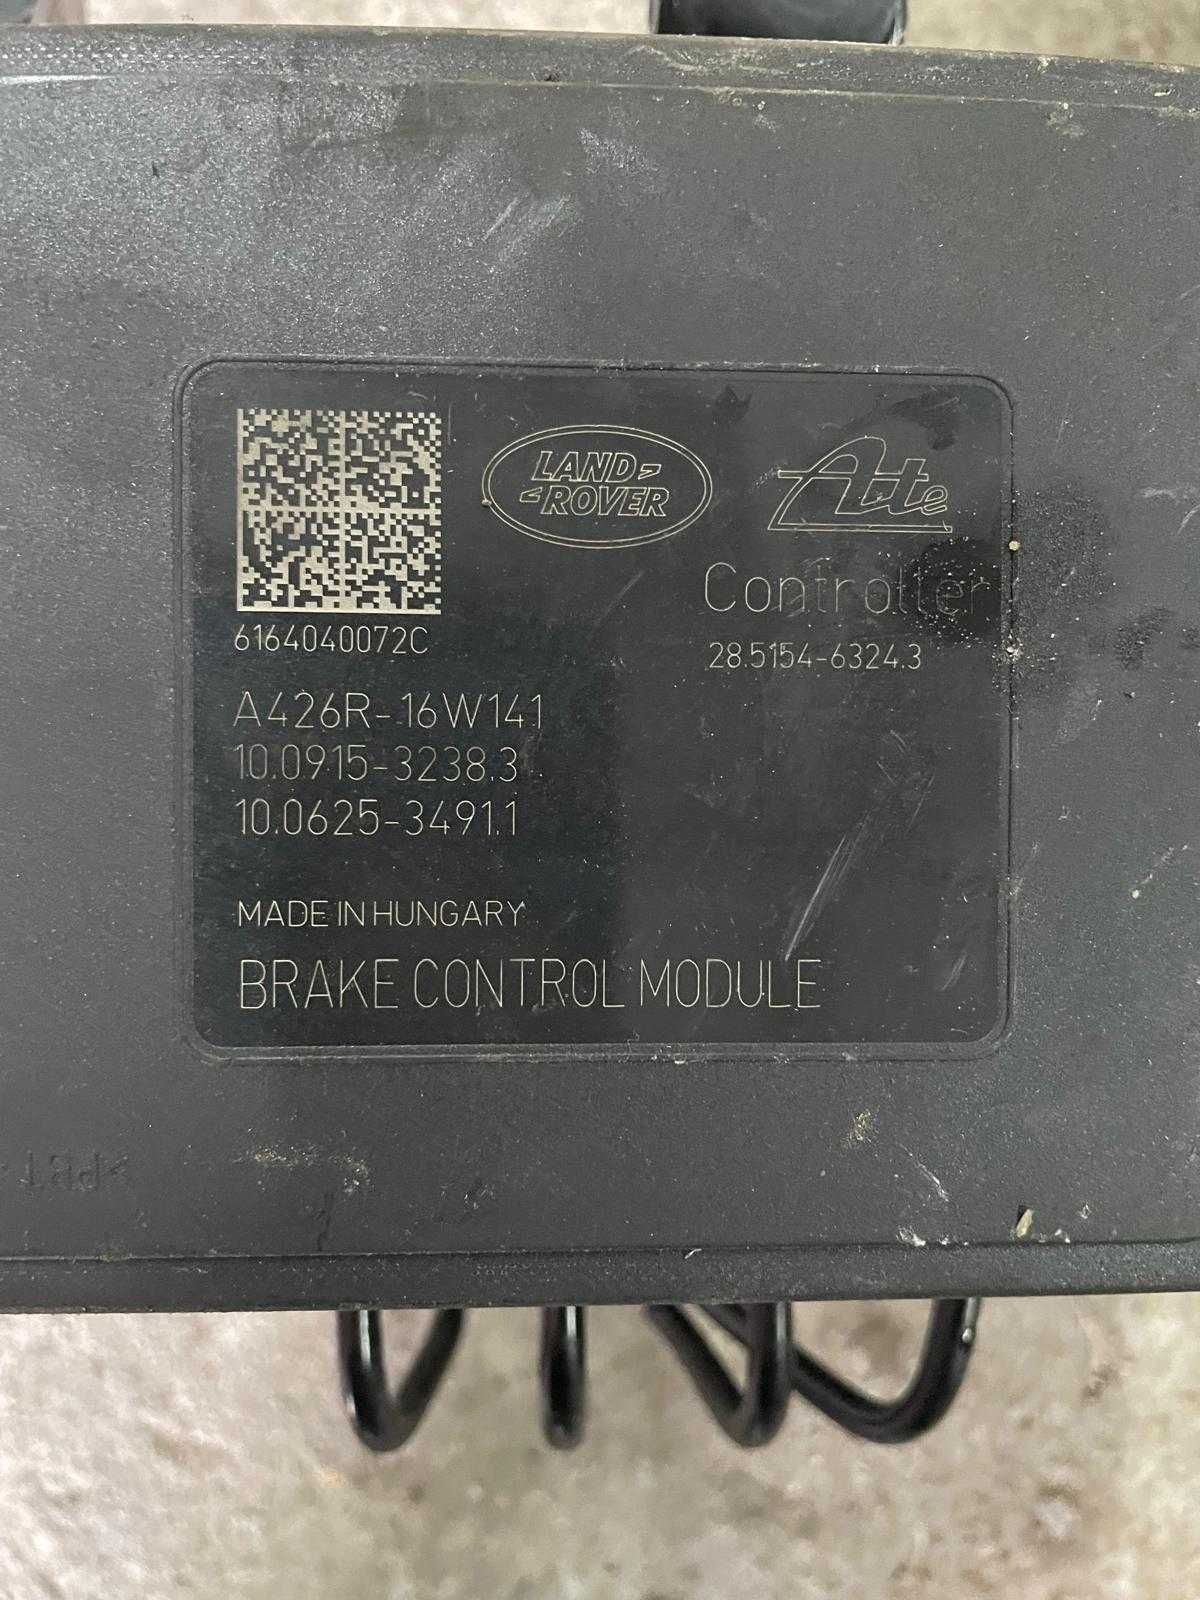 LAND
ROVER
Ate
Controller
28.5154-6324.3
6164040072C
A426R-16W141
10.0915-3238.3
10.0625-3491.1
MADE IN HUNGARY
BRAKE CONTROL MODULE